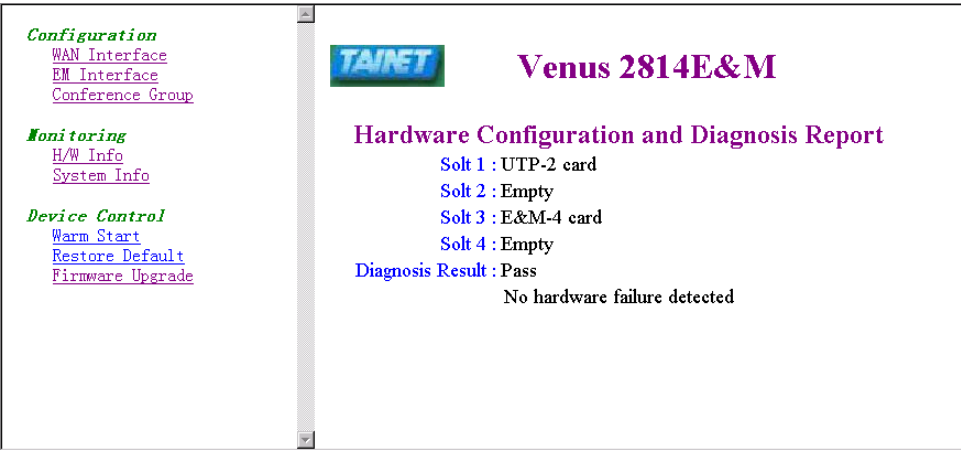 Configuration
WAN Interface
EM Interface
Conference Group
Monitoring
H/W Info
System Info
Device Control
Warm Start
Restore Default
Firmware Upgrade
TAINET
Venus 2814E&M
Hardware Configuration and Diagnosis Report
Solt 1 : UTP-2 card
Solt 2 : Empty
Solt 3 : E&M-4 card
Solt 4 : Empty
Diagnosis Result : Pass
No hardware failure detected